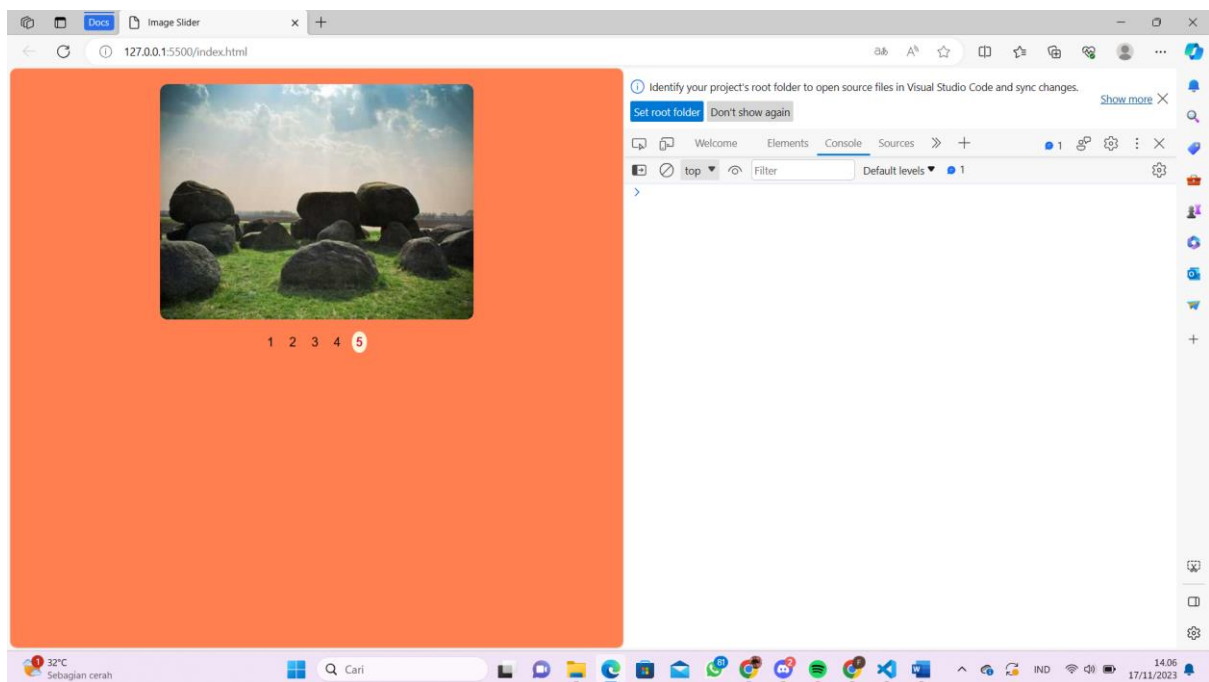 Docs Image Slider
127.0.0.1:5500/index.html
Identify your project's root folder to open source files in Visual Studio Code and sync changes.
Show more
Set root folder Don't show again
Welcome Elements Console Sources 1
top Filter Default levels 1
1 2 3 4 5
1 32°C
Sebagian cerah
Cari
IND
14.06
17/11/2023